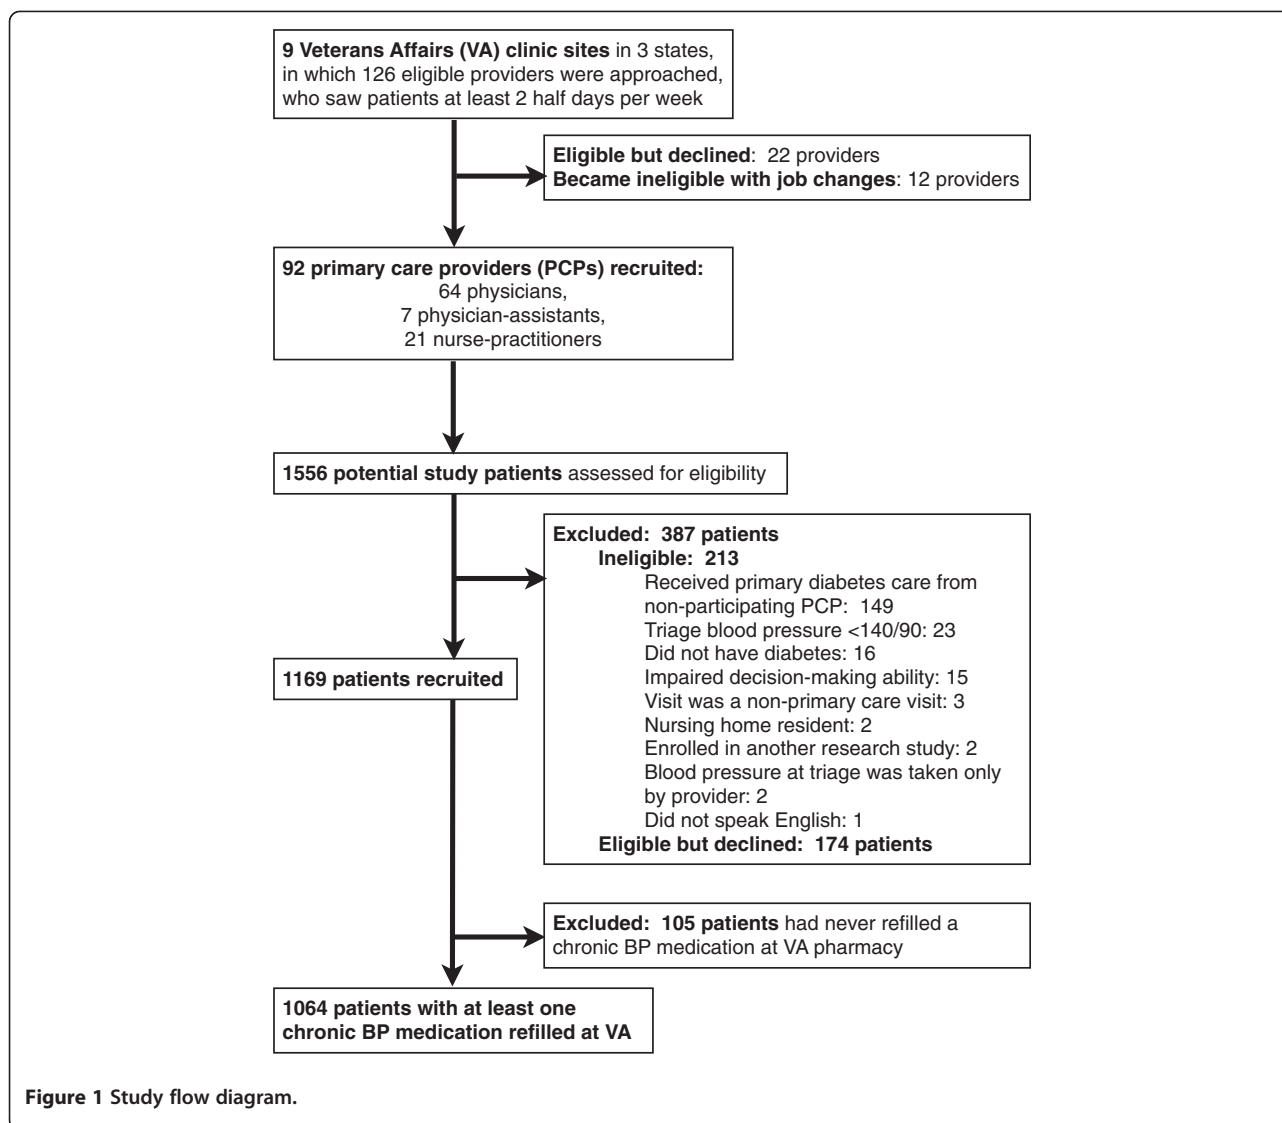 9 Veterans Affairs (VA) clinic sites in 3 states,
in which 126 eligible providers were approached,
who saw patients at least 2 half days per week
Eligible but declined: 22 providers
Became ineligible with job changes: 12 providers
92 primary care providers (PCPs) recruited:
64 physicians,
7 physician-assistants,
21 nurse-practitioners
1556 potential study patients assessed for eligibility
Excluded: 387 patients
Ineligible: 213
Received primary diabetes care from
non-participating PCP: 149
Triage blood pressure <140/90: 23
Did not have diabetes: 16
Impaired decision-making ability: 15
Visit was a non-primary care visit: 3
Nursing home resident: 2
Enrolled in another research study: 2
Blood pressure at triage was taken only
by provider: 2
Did not speak English: 1
Eligible but declined: 174 patients
1169 patients recruited
Excluded: 105 patients had never refilled a
chronic BP medication at VA pharmacy
1064 patients with at least one
chronic BP medication refilled at VA
Figure 1 Study flow diagram.